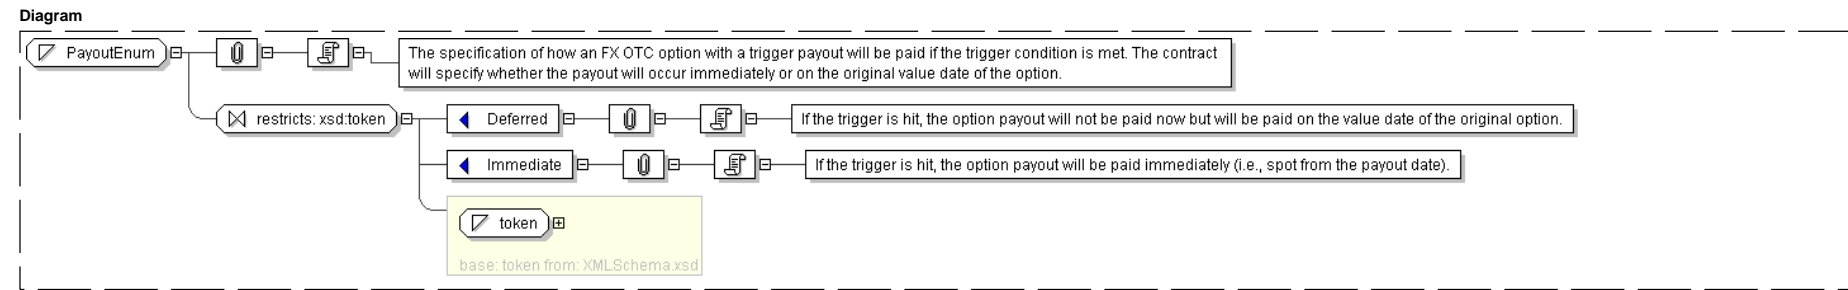 Diagram
PayoutEnum
The specification of how an FX OTC option with a trigger payout will be paid if the trigger condition is met. The contract
will specify whether the payout will occur immediately or on the original value date of the option.
restricts: xsd:token
Deferred
If the trigger is hit, the option payout will not be paid now but will be paid on the value date of the original option.
Immediate
If the trigger is hit, the option payout will be paid immediately (i.e., spot from the payout date).
token
base: token from: XMLSchema.xsd